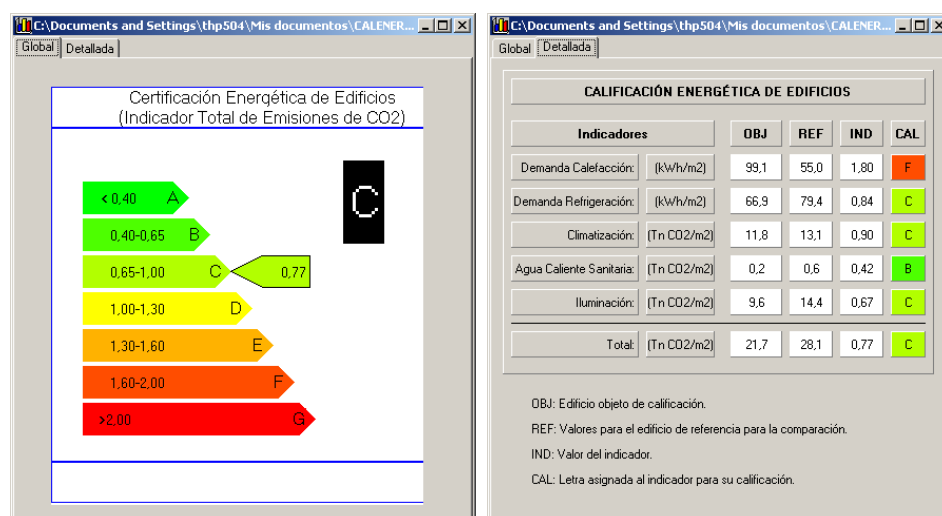 C:\Documents and Settings\thp504\Mis documentos\CALENER...
Global Detallada
Certificación Energética de Edificios
(Indicador Total de Emisiones de CO2)
C
< 0,40 A
0,40-0,65 B
0,65-1,00 C 0,77
1,00-1,30 D
1,30-1,60 E
1,60-2,00 F
>2,00 G
C:\Documents and Settings\thp504\Mis documentos\CALENER...
Global Detallada
CALIFICACIÓN ENERGÉTICA DE EDIFICIOS
Indicadores OBJ REF IND CAL
Demanda Calefacción: (kWh/m2) 99,1 55,0 1,80 F
Demanda Refrigeración: (kWh/m2) 66,9 79,4 0,84 C
Climatización: (Tn CO2/m2) 11,8 13,1 0,90 C
Agua Caliente Sanitaria: (Tn CO2/m2) 0,2 0,6 0,42 B
Iluminación: (Tn CO2/m2) 9,6 14,4 0,67 C
Total: (Tn CO2/m2) 21,7 28,1 0,77 C
OBJ: Edificio objeto de calificación.
REF: Valores para el edificio de referencia para la comparación.
IND: Valor del indicador.
CAL: Letra asignada al indicador para su calificación.